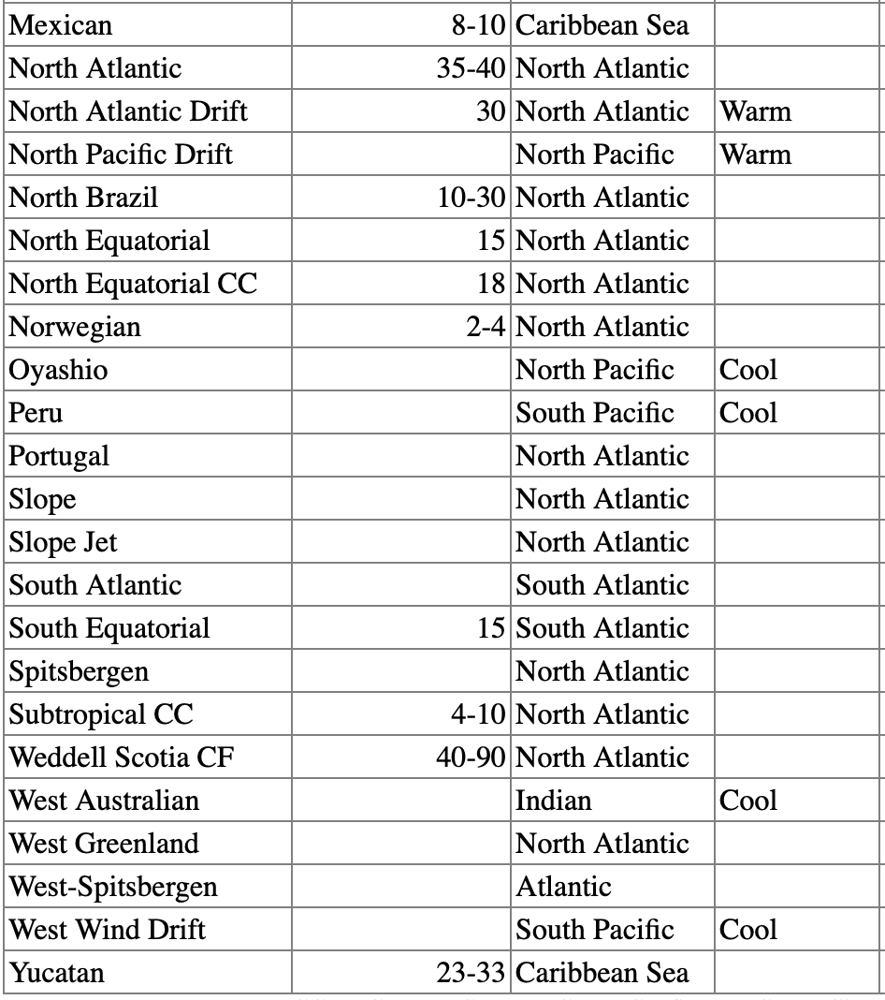 Mexican 8-10 Caribbean Sea
North Atlantic 35-40 North Atlantic
North Atlantic Drift 30 North Atlantic Warm
North Pacific Drift North Pacific Warm
North Brazil 10-30 North Atlantic
North Equatorial 15 North Atlantic
North Equatorial CC 18 North Atlantic
Norwegian 2-4 North Atlantic
Oyashio North Pacific Cool
Peru South Pacific Cool
Portugal North Atlantic
Slope North Atlantic
Slope Jet North Atlantic
South Atlantic South Atlantic
South Equatorial 15 South Atlantic
Spitsbergen North Atlantic
Subtropical CC 4-10 North Atlantic
Weddell Scotia CF 40-90 North Atlantic
West Australian Indian Cool
West Greenland North Atlantic
West-Spitsbergen Atlantic
West Wind Drift South Pacific Cool
Yucatan 23-33 Caribbean Sea